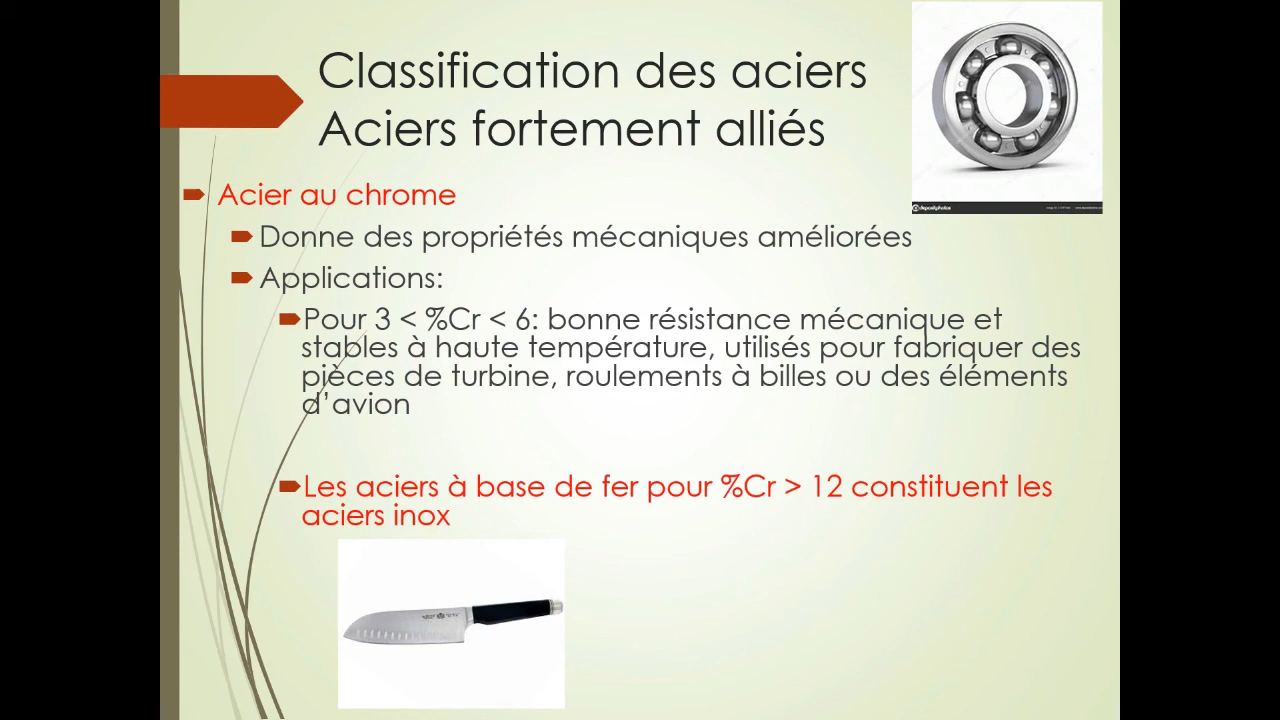 Classification des aciers
Aciers fortement alliés
Acier au chrome
Donne des propriétés mécaniques améliorées
Applications:
Pour 3 < %Cr < 6: bonne résistance mécanique et
stables à haute température, utilisés pour fabriquer des
pièces de turbine, roulements à billes ou des éléments
d'avion
Les aciers à base de fer pour %Cr > 12 constituent les
aciers inox
depositphotos